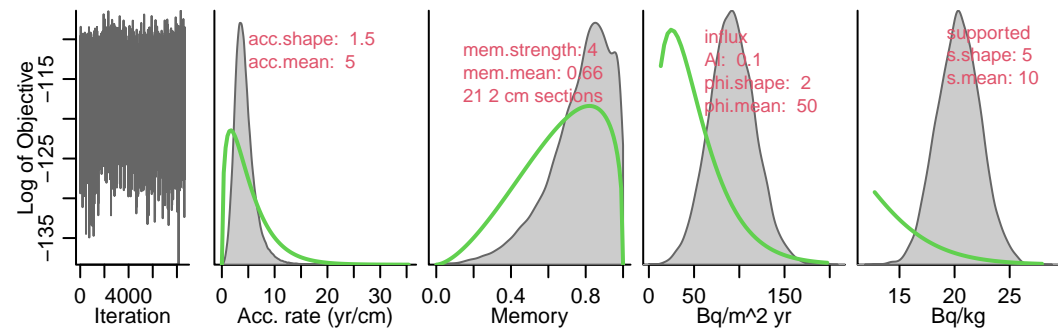 Log of Objective
−115
−125
−135
0
4000
Iteration
acc.shape: 1.5
acc.mean: 5
0
10
20
30
Acc. rate (yr/cm)
mem.strength: 4
mem.mean: 0.66
21 2 cm sections
0.0
0.4
0.8
Memory
influx
Al: 0.1
phi.shape: 2
phi.mean: 50
0
50
150
Bq/m^2 yr
supported
s.shape: 5
s.mean: 10
15
20
25
Bq/kg